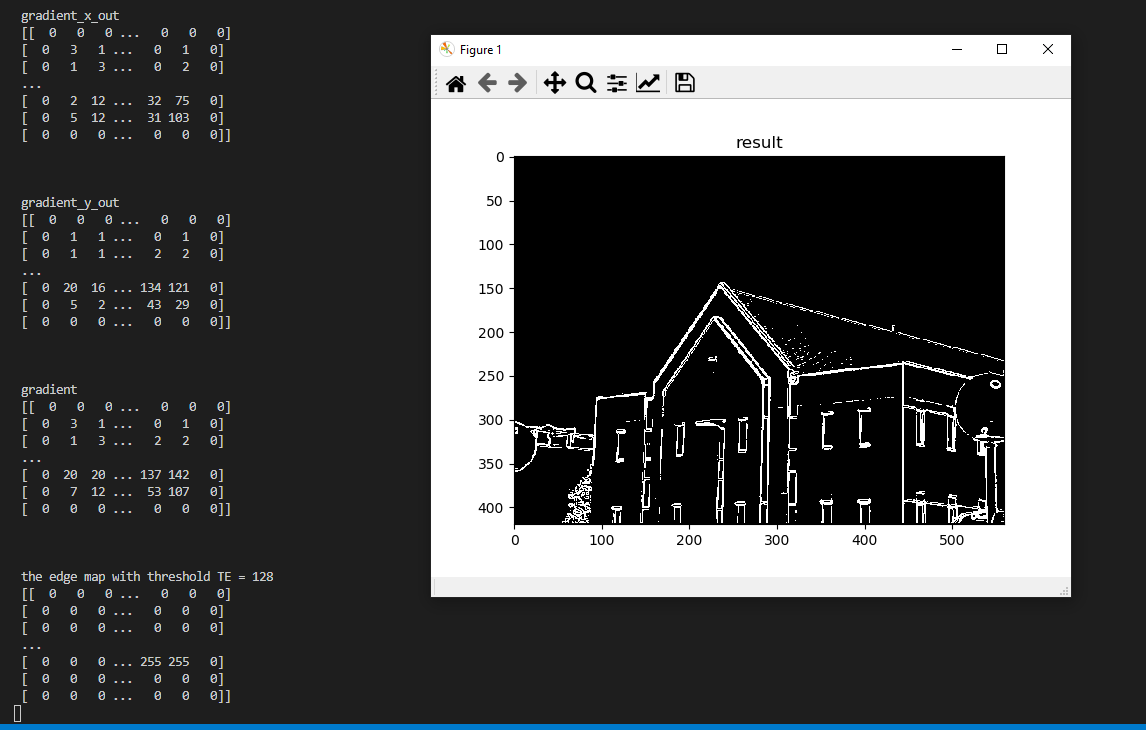 gradient_x_out
[[ 0 0 0 ... 0 0 0]
[ 0 3 1 ... 0 1 0]
[ 0 1 3 ... 0 2 0]
...
[ 0 2 12 ... 32 75 0]
[ 0 5 12 ... 31 103 0]
[ 0 0 0 ... 0 0 0]]
gradient_y_out
[[ 0 0 0 ... 0 0 0]
[ 0 1 1 ... 0 1 0]
[ 0 1 1 ... 2 2 0]
...
[ 0 20 16 ... 134 121 0]
[ 0 5 2 ... 43 29 0]
[ 0 0 0 ... 0 0 0]]
gradient
[[ 0 0 0 ... 0 0 0]
[ 0 3 1 ... 0 1 0]
[ 0 1 3 ... 2 2 0]
...
[ 0 20 20 ... 137 142 0]
[ 0 7 12 ... 53 107 0]
[ 0 0 0 ... 0 0 0]]
the edge map with threshold TE = 128
[[ 0 0 0 ... 0 0 0]
[ 0 0 0 ... 0 0 0]
[ 0 0 0 ... 0 0 0]
...
[ 0 0 0 ... 255 255 0]
[ 0 0 0 ... 0 0 0]
[ 0 0 0 ... 0 0 0]]
Figure 1
result
0
50
100
150
200
250
300
350
400
0 100 200 300 400 500